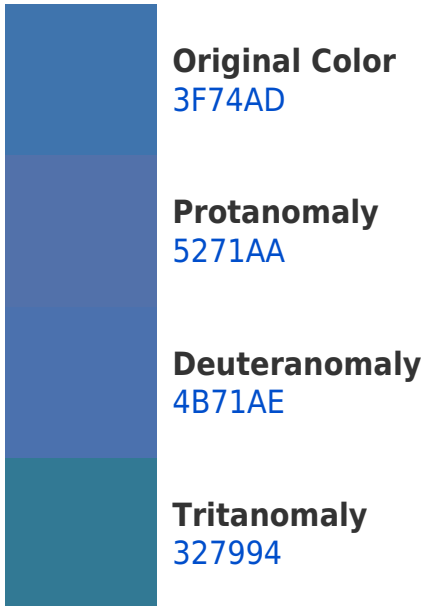 Original Color
3F74AD
Protanomaly
5271AA
Deuteranomaly
4B71AE
Tritanomaly
327994